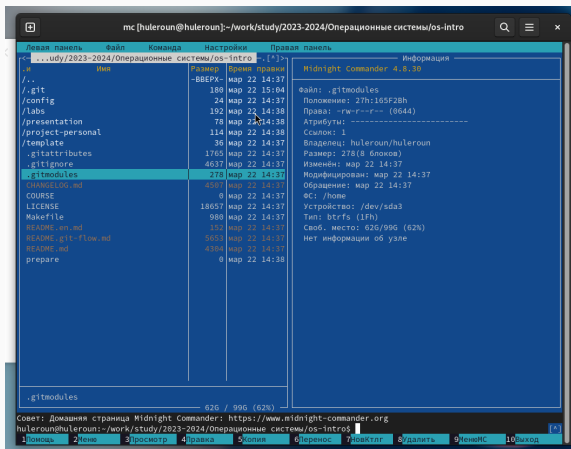 mc [huleroun@huleroun]:~/work/study/2023-2024/Операционные системы/os-intro
Левая панель Файл Команда Настройки Правая панель
<— ...udy/2023-2024/Операционные системы/os-intro —.[^]>
.и Имя Размер Время правки
/.. -ВВЕРХ- мар 22 14:37
/.git 180 мар 22 15:04
/config 24 мар 22 14:37
/labs 192 мар 22 14:38
/presentation 78 мар 22 14:38
/project-personal 114 мар 22 14:38
/template 36 мар 22 14:37
.gitattributes 1765 мар 22 14:37
.gitignore 4637 мар 22 14:37
.gitmodules 278 мар 22 14:37
CHANGELOG.md 4507 мар 22 14:37
COURSE 0 мар 22 14:37
LICENSE 18657 мар 22 14:37
Makefile 980 мар 22 14:37
README.en.md 152 мар 22 14:37
README.git-flow.md 5653 мар 22 14:37
README.md 4304 мар 22 14:37
prepare 0 мар 22 14:38
.gitmodules
62G / 99G (62%)
Информация
Midnight Commander 4.8.30
Файл: .gitmodules
Положение: 27h:165F28h
Права: -rw-r--r-- (0644)
Атрибуты: ----------------------
Ссылок: 1
Владелец: huleroun/huleroun
Размер: 278(8 блоков)
Изменён: мар 22 14:37
Модифицирован: мар 22 14:37
Обращение: мар 22 14:37
ФС: /home
Устройство: /dev/sda3
Тип: btrfs (1Fh)
Своб. место: 62G/99G (62%)
Нет информации об узле
Совет: Домашняя страница Midnight Commander: https://www.midnight-commander.org
huleroun@huleroun:~/work/study/2023-2024/Операционные системы/os-intro$ [^]
1Помощь 2Меню 3Просмотр 4Правка 5Копия 6Перенос 7НовКтлг 8Удалить 9МенюМС 10Выход